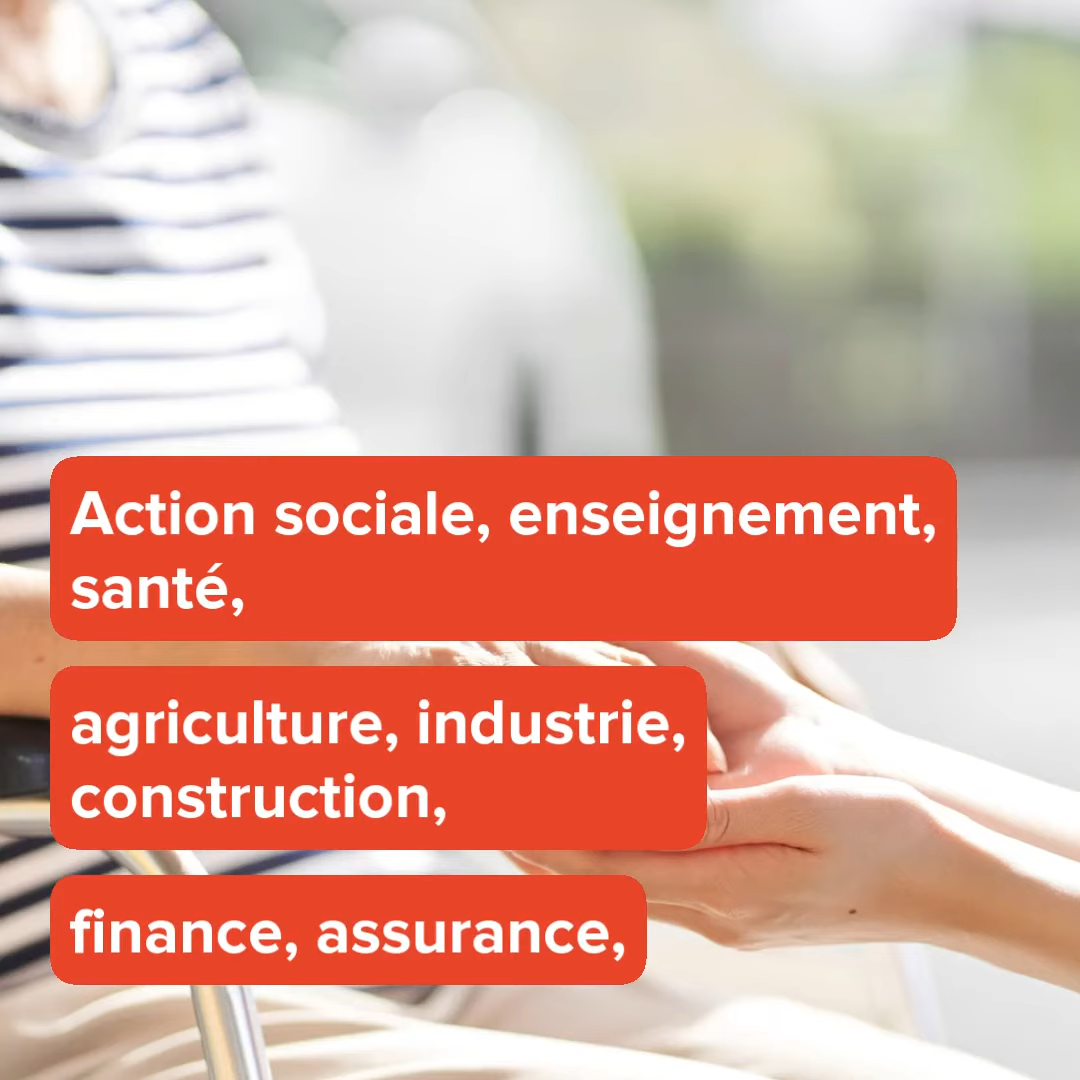 Action sociale, enseignement,
santé,
agriculture, industrie,
construction,
finance, assurance,